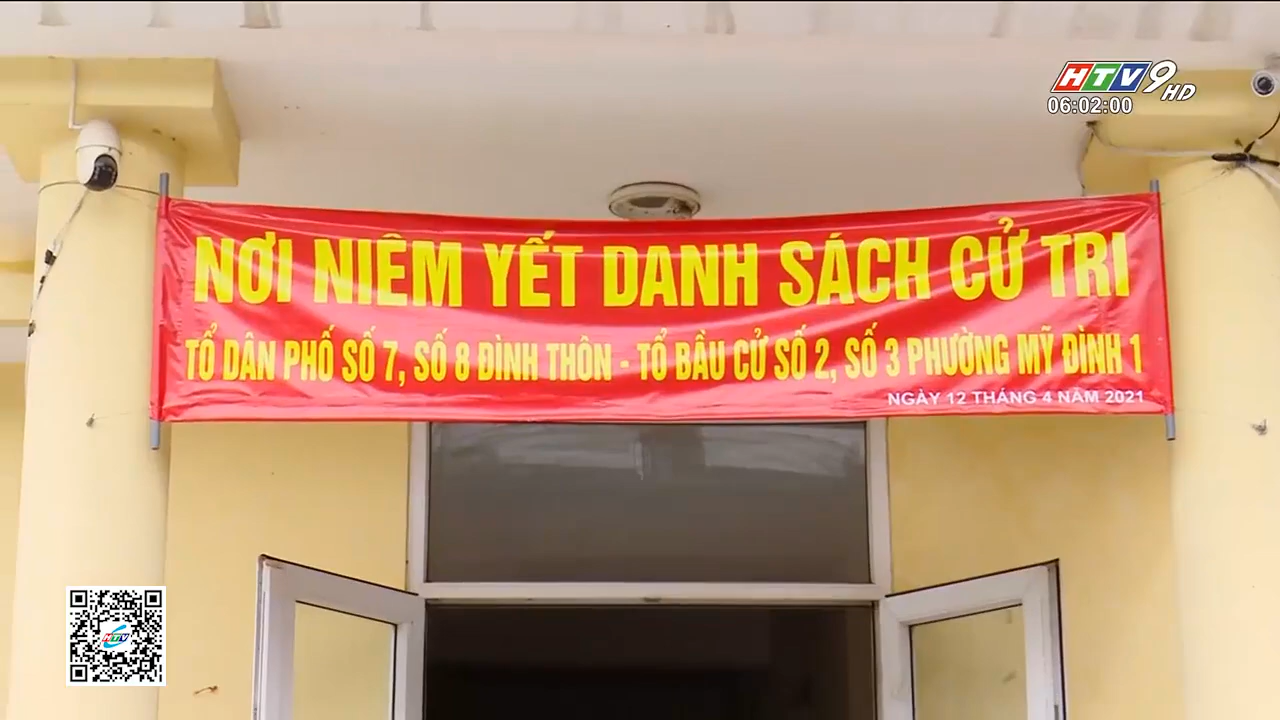 HTV9 HD
06:02:00
NƠI NIÊM YẾT DANH SÁCH CỬ TRI
TỔ DÂN PHỐ SỐ 7, SỐ 8 ĐÌNH THÔN - TỔ BẦU CỬ SỐ 2, SỐ 3 PHƯỜNG MỸ ĐÌNH 1
NGÀY 12 THÁNG 4 NĂM 2021
HTV